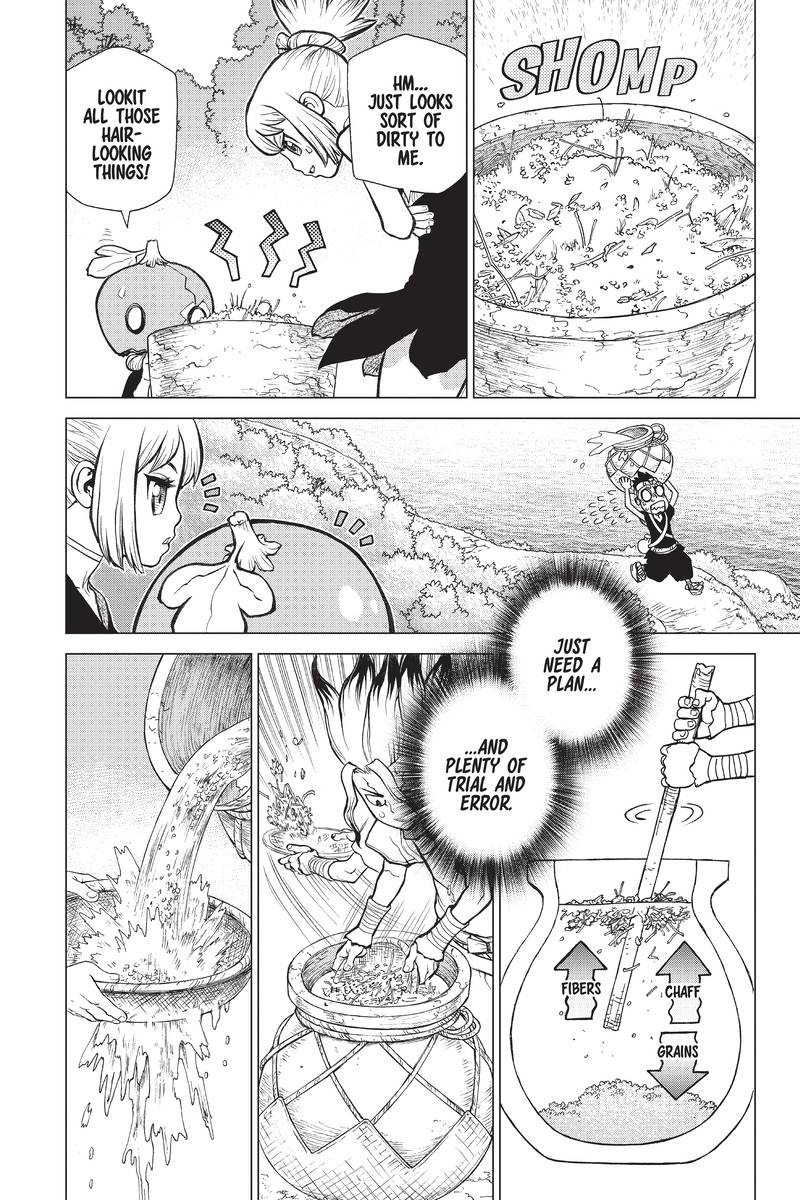 SHOMP
HM...
JUST LOOKS
SORT OF
DIRTY TO
ME.
LOOKIT
ALL THOSE
HAIR-
LOOKING
THINGS!
JUST
NEED A
PLAN...
...AND
PLENTY OF
TRIAL AND
ERROR.
CHAFF
FIBERS
GRAINS